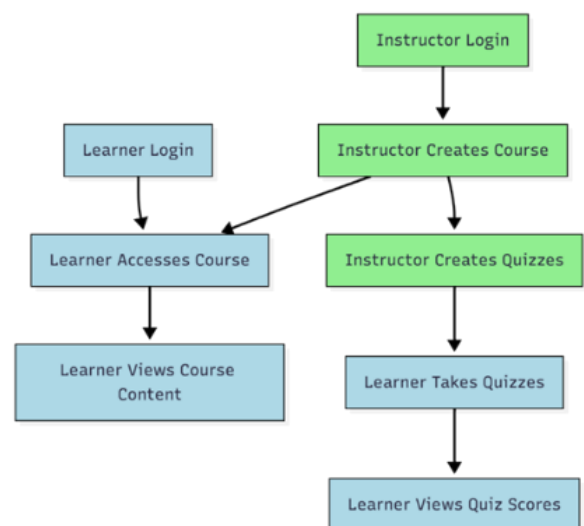 Instructor Login
Learner Login
Instructor Creates Course
Learner Accesses Course
Instructor Creates Quizzes
Learner Views Course
Content
Learner Takes Quizzes
Learner Views Quiz Scores